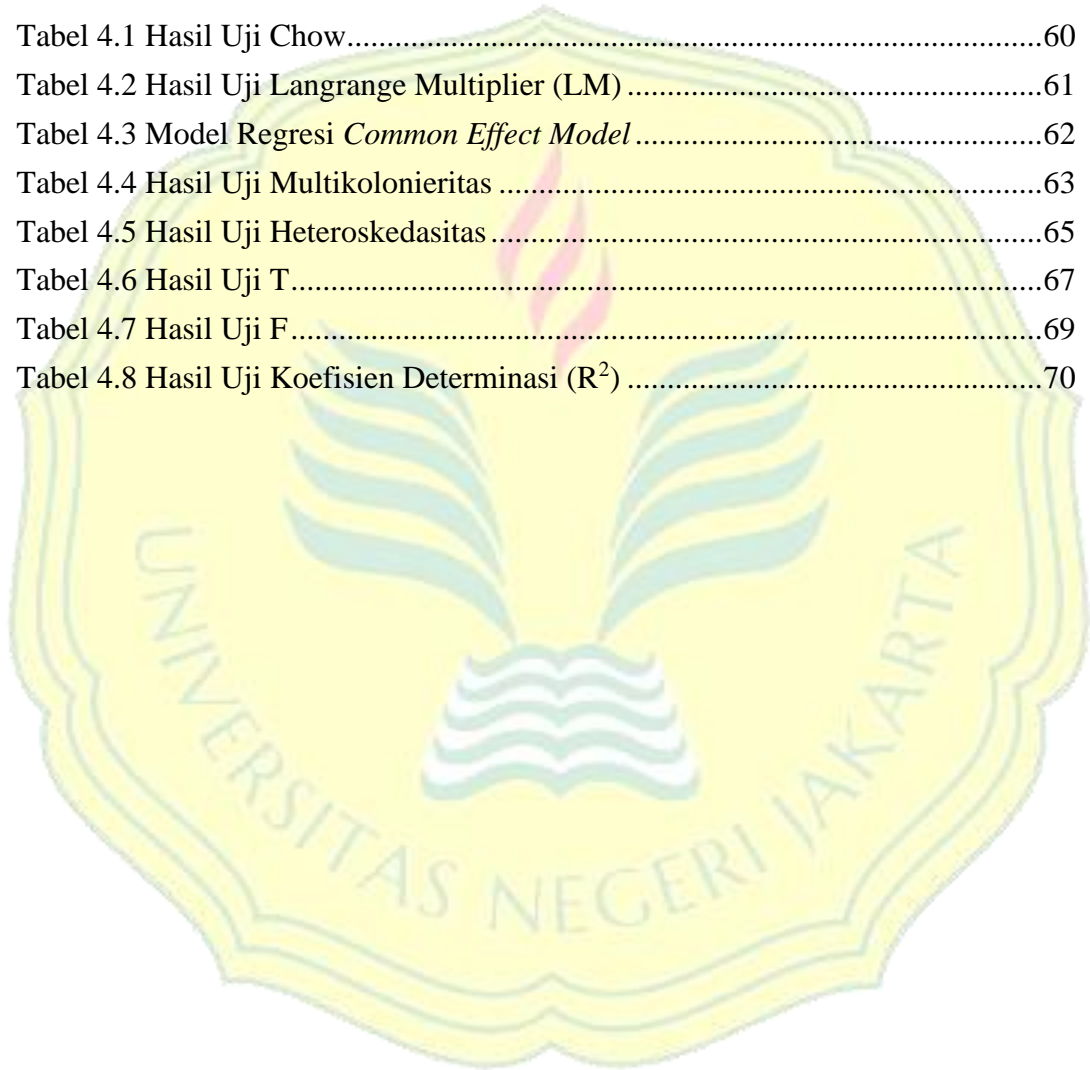 Tabel 4.1 Hasil Uji Chow....................................................................................................60
Tabel 4.2 Hasil Uji Langrange Multiplier (LM) .............................................................61
Tabel 4.3 Model Regresi Common Effect Model............................................................62
Tabel 4.4 Hasil Uji Multikolonieritas ...............................................................................63
Tabel 4.5 Hasil Uji Heteroskedasitas................................................................................65
Tabel 4.6 Hasil Uji T............................................................................................................67
Tabel 4.7 Hasil Uji F............................................................................................................69
Tabel 4.8 Hasil Uji Koefisien Determinasi (R²) .............................................................70
UNIVERSITAS NEGERI JAKARTA